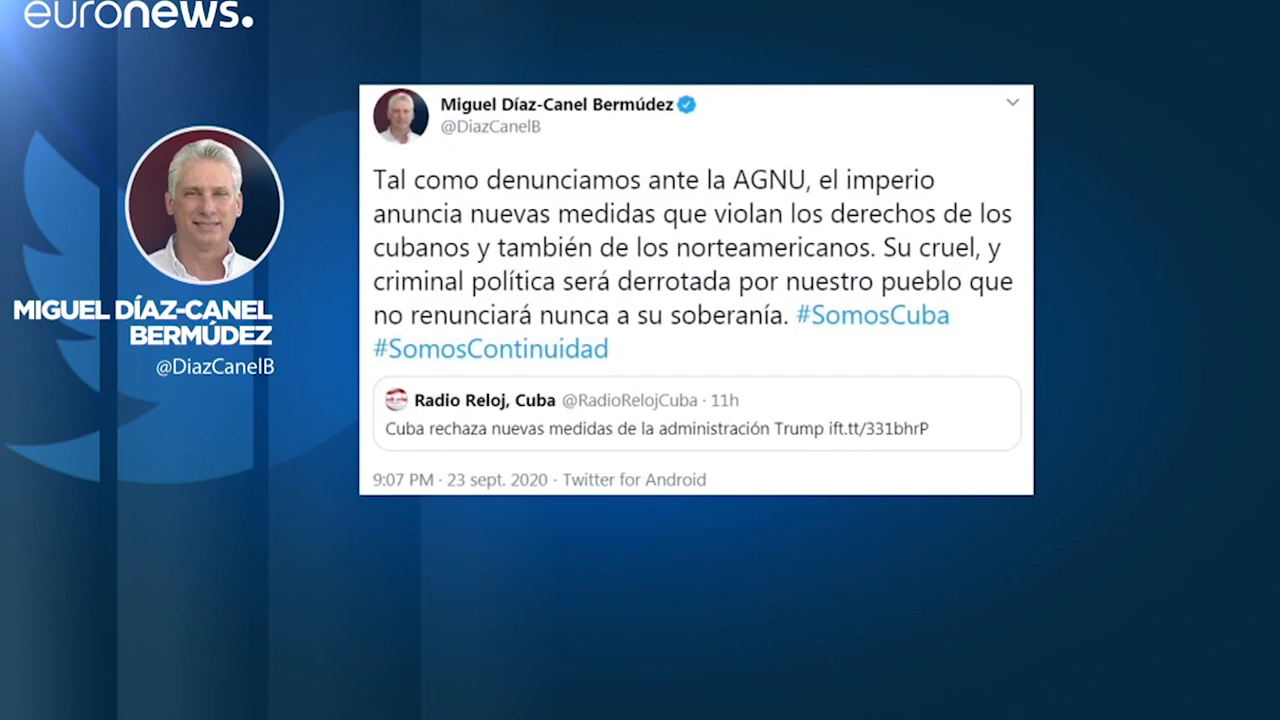 euronews.
MIGUEL DÍAZ-CANEL
BERMÚDEZ
@DiazCanelB
Miguel Díaz-Canel Bermúdez
@DiazCanelB
Tal como denunciamos ante la AGNU, el imperio
anuncia nuevas medidas que violan los derechos de los
cubanos y también de los norteamericanos. Su cruel, y
criminal política será derrotada por nuestro pueblo que
no renunciará nunca a su soberanía. #SomosCuba
#SomosContinuidad
Radio Reloj, Cuba @RadioRelojCuba · 11h
Cuba rechaza nuevas medidas de la administración Trump ift.tt/331bhrP
9:07 PM · 23 sept. 2020 · Twitter for Android